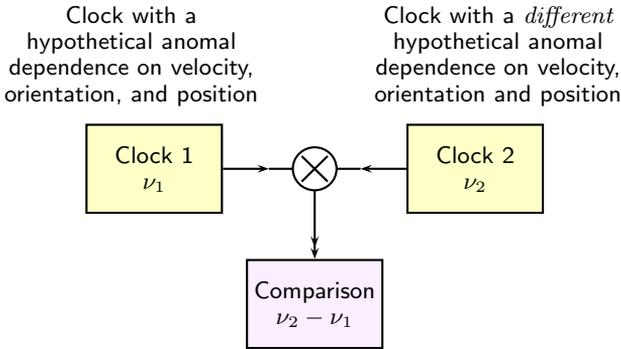 Clock with a
hypothetical anomal
dependence on velocity,
orientation, and position
Clock with a different
hypothetical anomal
dependence on velocity,
orientation and position
Clock 1
ν₁
Clock 2
ν₂
Comparison
ν₂ − ν₁